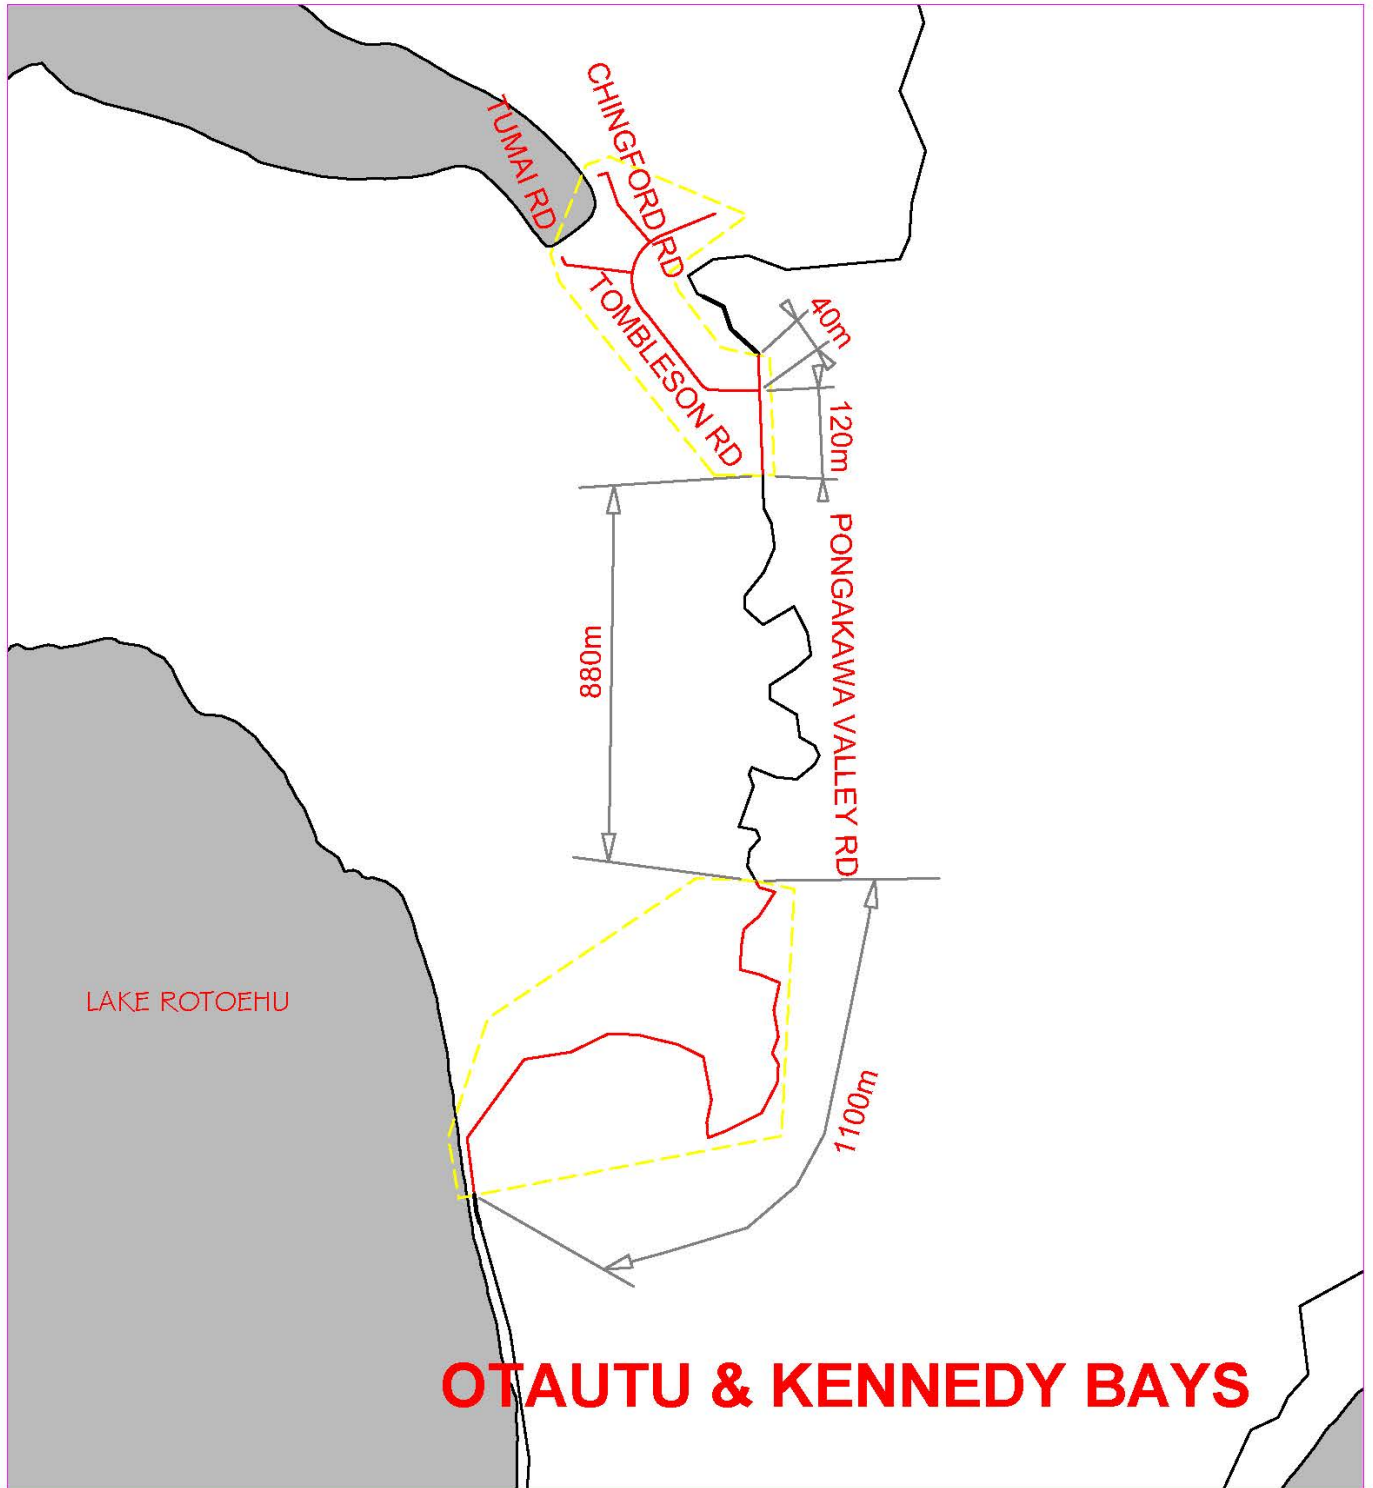 CHINGFORD RD
TUMAI RD
TOMBLESON RD
40m
120m
PONGAKAWA VALLEY RD
880m
LAKE ROTOEHU
1100m
OTAUTU & KENNEDY BAYS